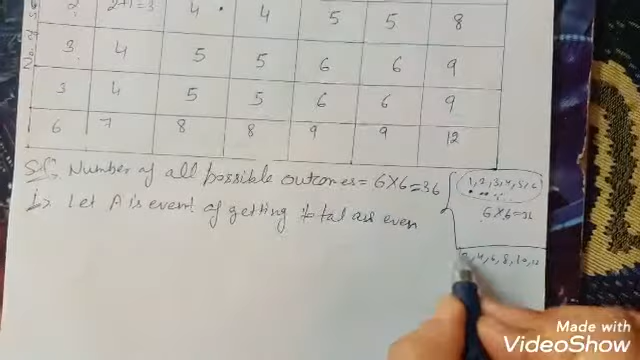 2 2+1=3 4 4 5 5 8
3 4 5 5 6 6 9
3 4 5 5 6 6 9
6 7 8 8 9 9 12
Sol: Number of all possible outcomes = 6×6=36
1,2,3,4,5,6
6×6=36
i> Let A is event of getting total as even
4,6,8,10,12
Made with
VideoShow